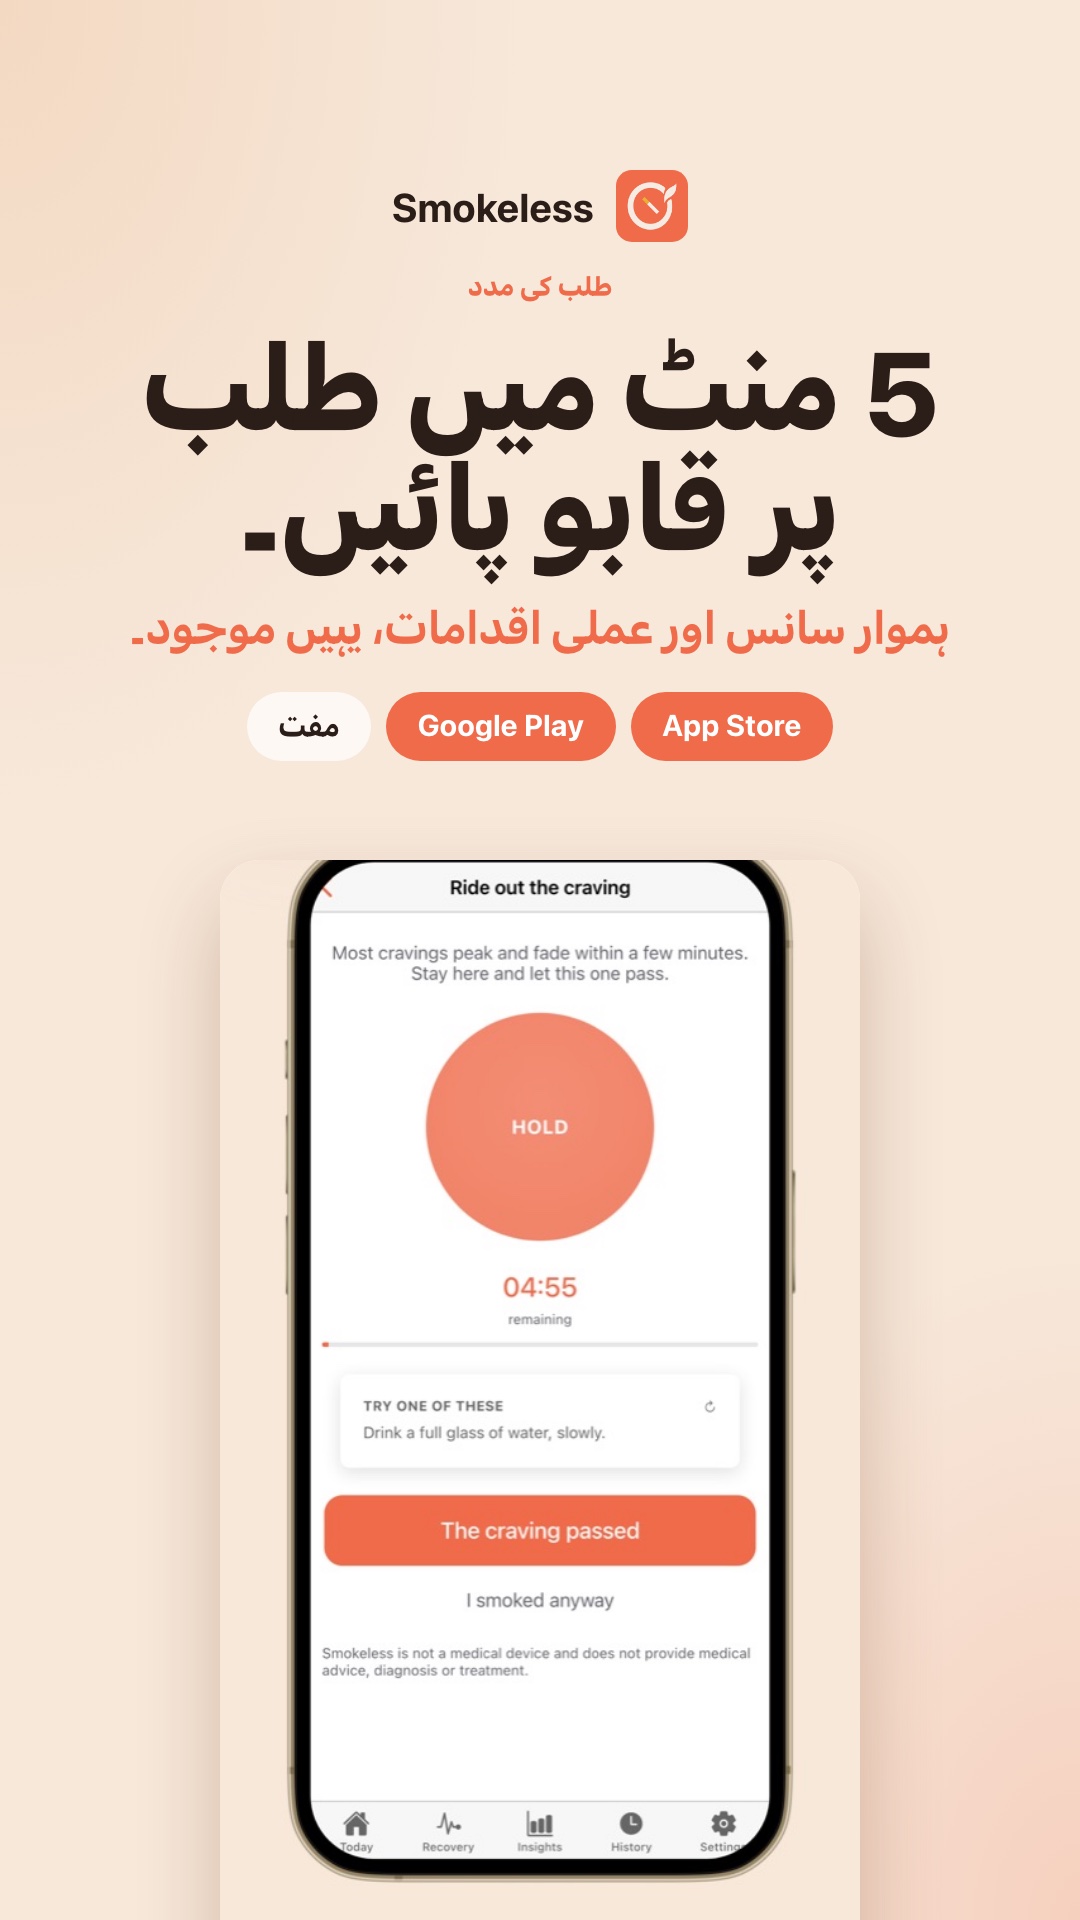 Smokeless
طلب کی مدد
5 منٹ میں طلب
پر قابو پائیں۔
ہموار سانس اور عملی اقدامات، یہیں موجود۔
App Store
Google Play
مفت
Ride out the craving
Most cravings peak and fade within a few minutes.
Stay here and let this one pass.
HOLD
04:55
remaining
TRY ONE OF THESE
Drink a full glass of water, slowly.
The craving passed
I smoked anyway
Smokeless is not a medical device and does not provide medical
advice, diagnosis or treatment.
Today
Recovery
Insights
History
Settings